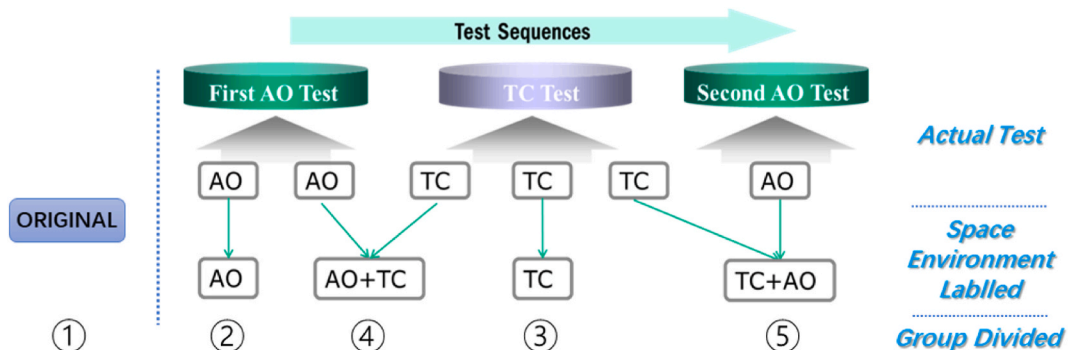 Test Sequences
First AO Test
TC Test
Second AO Test
Actual Test
AO
AO
TC
TC
TC
AO
ORIGINAL
Space
Environment
Lablled
AO
AO+TC
TC
TC+AO
①
②
④
③
⑤
Group Divided